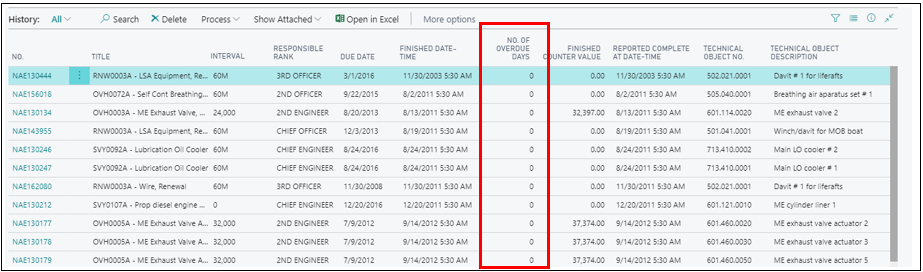 History: All Search Delete Process Show Attached Open in Excel More options
NO. TITLE INTERVAL RESPONSIBLE RANK DUE DATE FINISHED DATE-TIME NO. OF OVERDUE DAYS FINISHED COUNTER VALUE REPORTED COMPLETE AT DATE-TIME TECHNICAL OBJECT NO. TECHNICAL OBJECT DESCRIPTION
NAE130444 RNW0003A - LSA Equipment, Re... 60M 3RD OFFICER 3/1/2016 11/30/2003 5:30 AM 0 0.00 11/30/2003 5:30 AM 502.021.0001 Davit # 1 for liferafts
NAE156018 OVH0072A - Self Cont Breathing... 60M 2ND OFFICER 9/22/2015 8/2/2011 5:30 AM 0 0.00 8/2/2011 5:30 AM 505.040.0001 Breathing air aparatus set # 1
NAE130134 OVH0003A - ME Exhaust Valve, ... 24,000 2ND ENGINEER 8/20/2013 8/13/2011 5:30 AM 0 32,397.00 8/13/2011 5:30 AM 601.114.0020 ME exhaust valve 2
NAE143955 RNW0003A - LSA Equipment, Re... 60M CHIEF OFFICER 12/3/2013 8/19/2011 5:30 AM 0 0.00 8/19/2011 5:30 AM 501.041.0001 Winch/davit for MOB boat
NAE130246 SVY0092A - Lubrication Oil Cooler 60M CHIEF ENGINEER 8/24/2016 8/24/2011 5:30 AM 0 0.00 8/24/2011 5:30 AM 713.410.0002 Main LO cooler # 2
NAE130247 SVY0092A - Lubrication Oil Cooler 60M CHIEF ENGINEER 8/24/2016 8/24/2011 5:30 AM 0 0.00 8/24/2011 5:30 AM 713.410.0001 Main LO cooler # 1
NAE162080 RNW0003A - Wire, Renewal 60M 3RD OFFICER 11/30/2008 11/30/2011 5:30 AM 0 0.00 11/30/2011 5:30 AM 502.021.0001 Davit # 1 for liferafts
NAE130212 SVY0107A - Prop diesel engine ... 0 CHIEF ENGINEER 12/20/2016 12/20/2011 5:30 AM 0 0.00 12/20/2011 5:30 AM 601.121.0010 ME cylinder liner 1
NAE130177 OVH0005A - ME Exhaust Valve A... 32,000 2ND ENGINEER 7/9/2012 9/14/2012 5:30 AM 0 37,374.00 9/14/2012 5:30 AM 601.460.0020 ME exhaust valve actuator 2
NAE130178 OVH0005A - ME Exhaust Valve A... 32,000 2ND ENGINEER 7/9/2012 9/14/2012 5:30 AM 0 37,374.00 9/14/2012 5:30 AM 601.460.0030 ME exhaust valve actuator 3
NAE130179 OVH0005A - ME Exhaust Valve A... 32,000 2ND ENGINEER 7/9/2012 9/14/2012 5:30 AM 0 37,374.00 9/14/2012 5:30 AM 601.460.0050 ME exhaust valve actuator 5